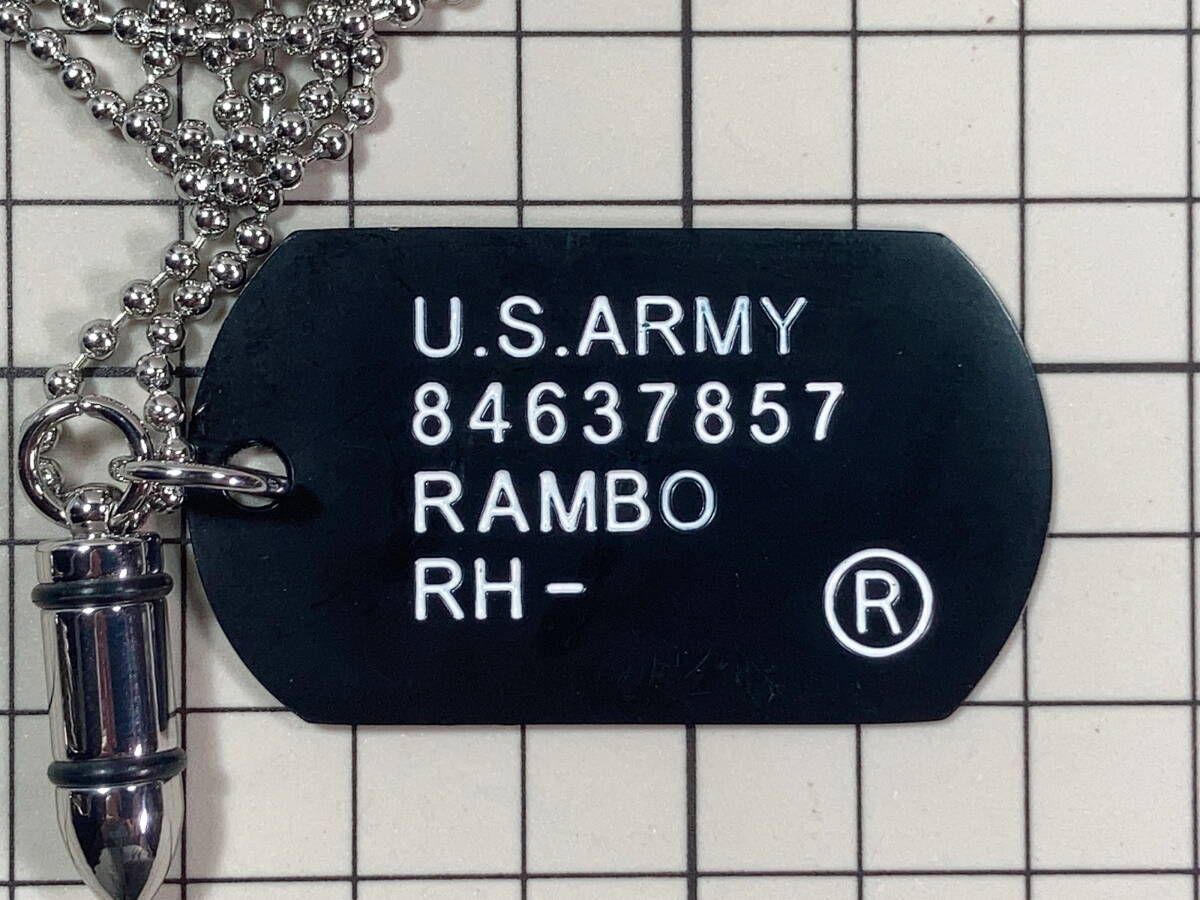 U.S.ARMY
84637857
RAMBO
RH-
®